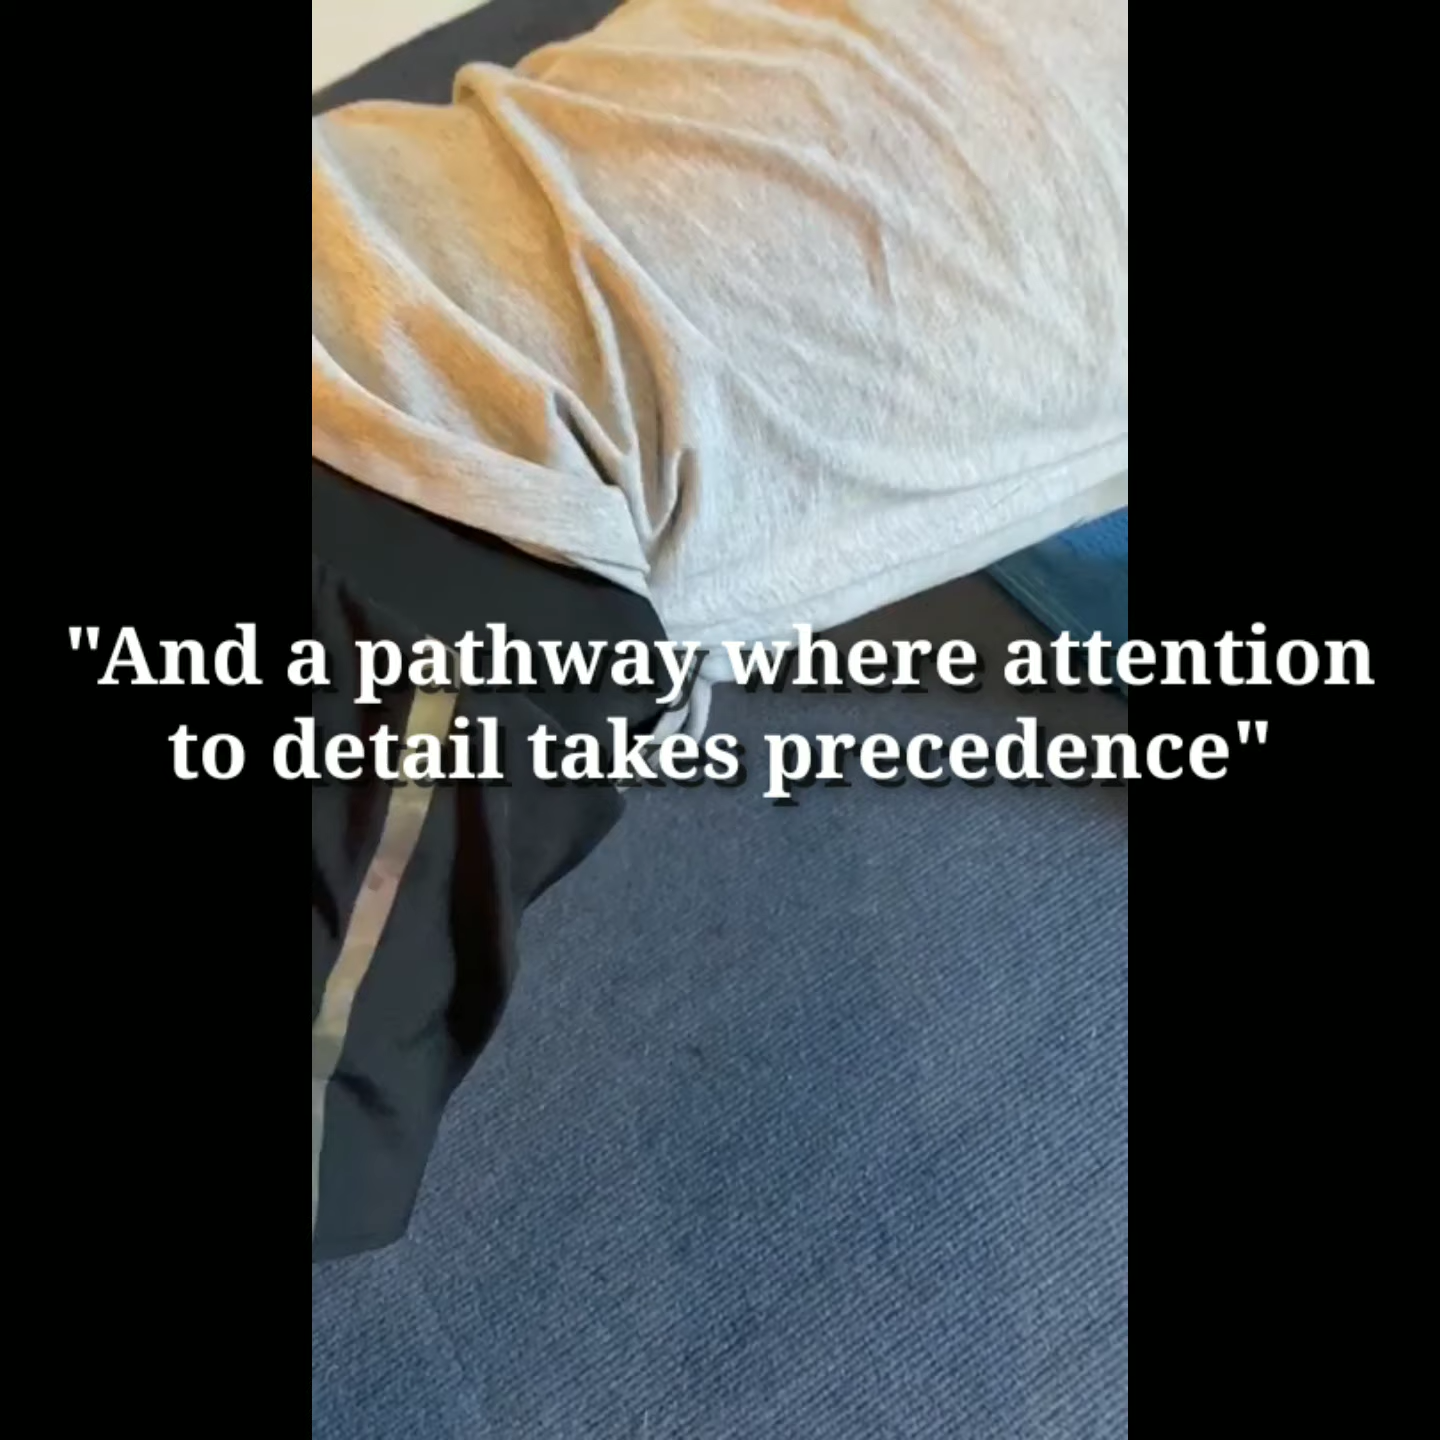 "And a pathway where attention
to detail takes precedence"